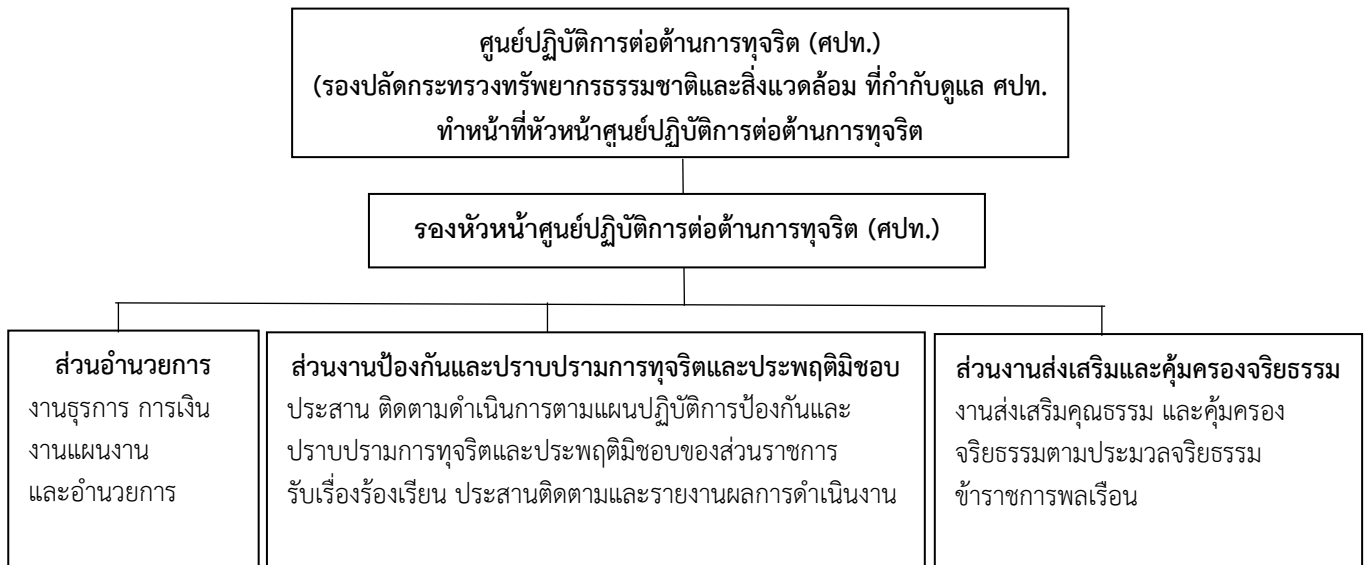 ศูนย์ปฏิบัติการต่อต้านการทุจริต (ศปท.)
(รองปลัดกระทรวงทรัพยากรธรรมชาติและสิ่งแวดล้อม ที่กำกับดูแล ศปท.
ทำหน้าที่หัวหน้าศูนย์ปฏิบัติการต่อต้านการทุจริต
รองหัวหน้าศูนย์ปฏิบัติการต่อต้านการทุจริต (ศปท.)
ส่วนอำนวยการ
งานธุรการ การเงิน
งานแผนงาน
และอำนวยการ
ส่วนงานป้องกันและปราบปรามการทุจริตและประพฤติมิชอบ
ประสาน ติดตามดำเนินการตามแผนปฏิบัติการป้องกันและ
ปราบปรามการทุจริตและประพฤติมิชอบของส่วนราชการ
รับเรื่องร้องเรียน ประสานติดตามและรายงานผลการดำเนินงาน
ส่วนงานส่งเสริมและคุ้มครองจริยธรรม
งานส่งเสริมคุณธรรม และคุ้มครอง
จริยธรรมตามประมวลจริยธรรม
ข้าราชการพลเรือน